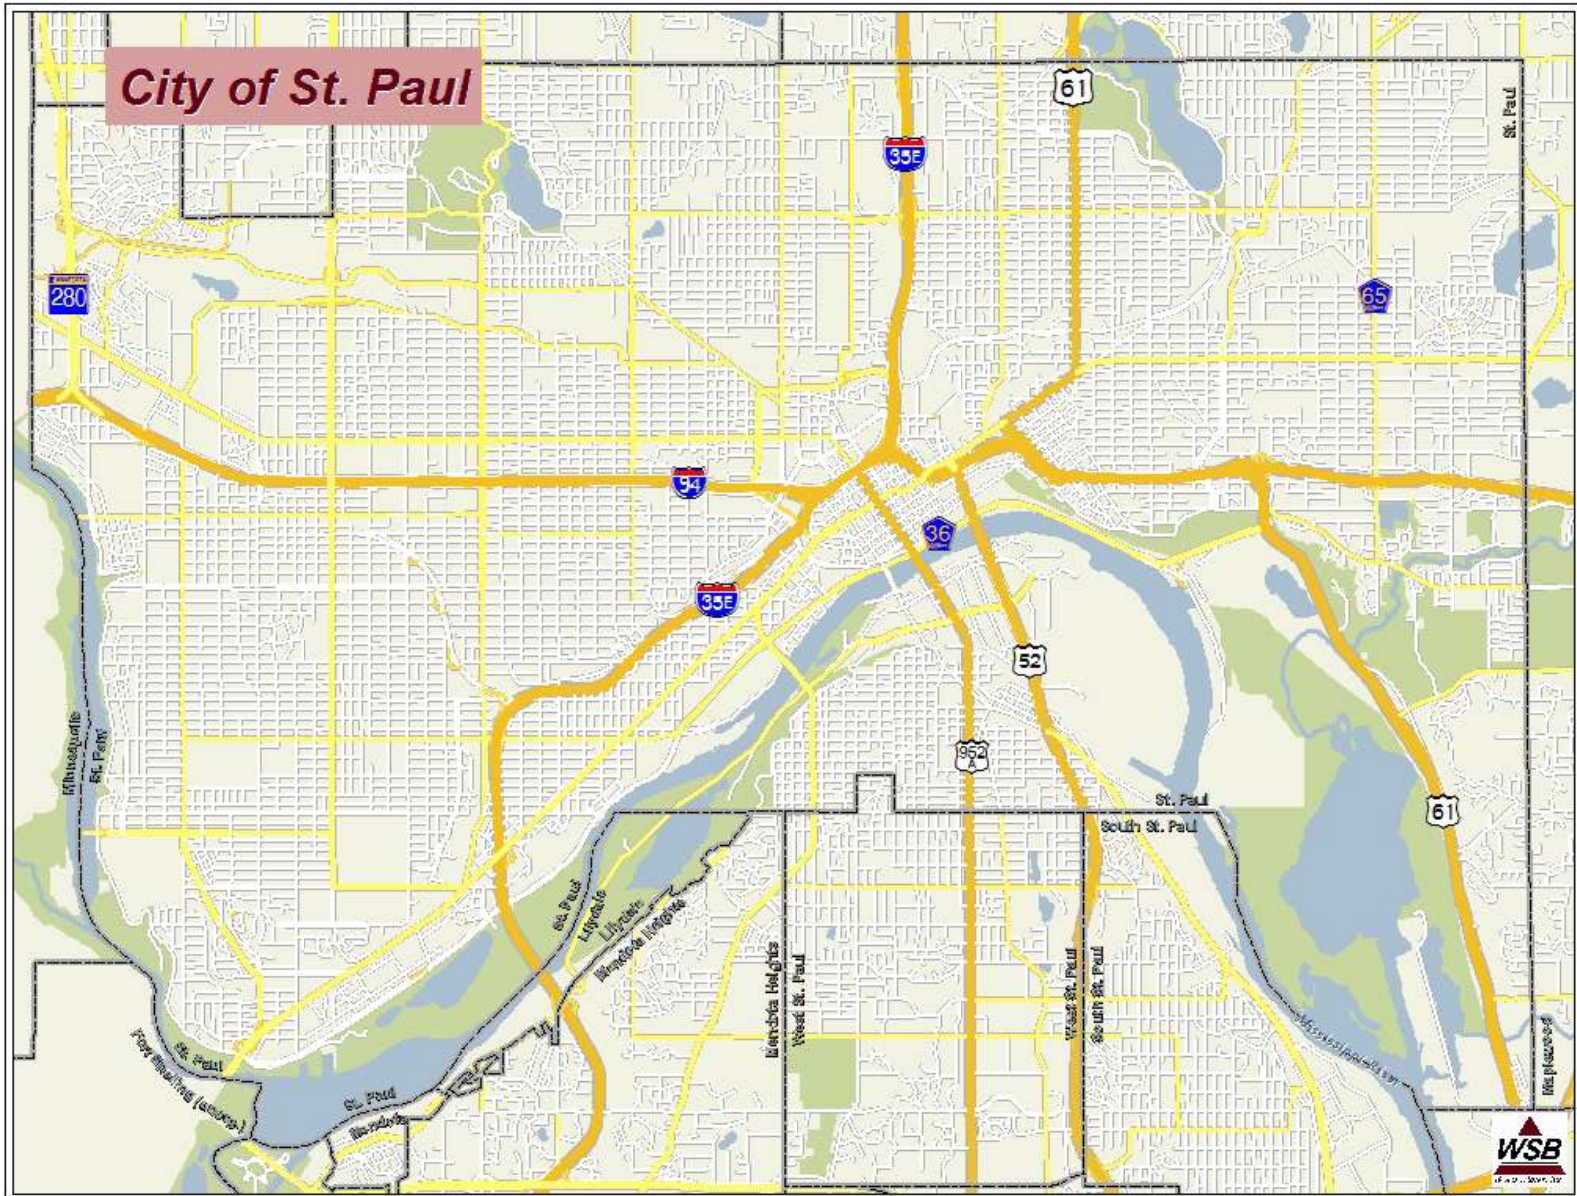 City of St. Paul
61
St. Paul
35E
280
65
94
36
35E
52
Minneapolis
St. Paul
952
A
St. Paul
South St. Paul
61
St. Paul
Lilydale
Lilydale
Mendota Heights
Mendota Heights
West St. Paul
West St. Paul
South St. Paul
Mississippi River
Maplewood
St. Paul
Fort Snelling (unorg.)
St. Paul
Mendota
WSB